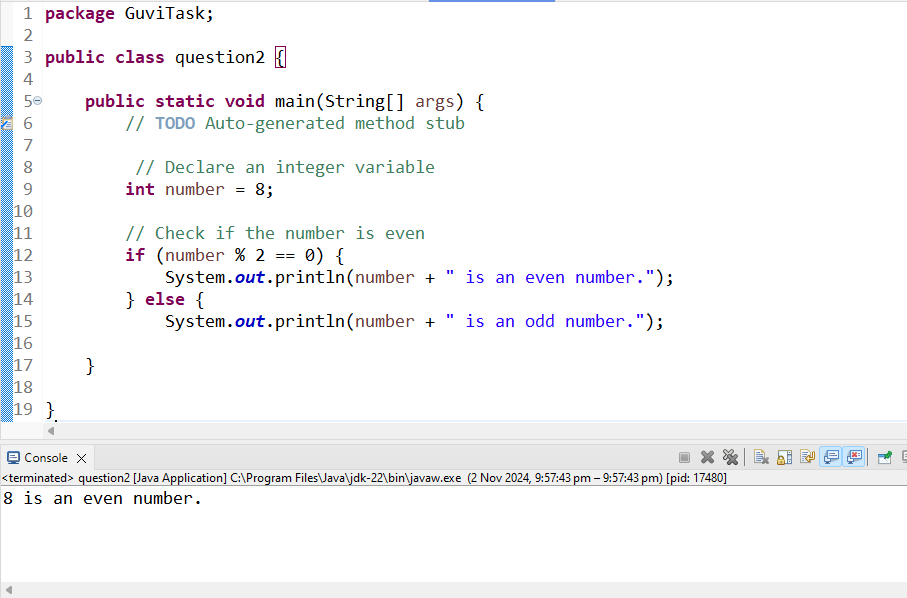 1 package GuviTask;
2
3 public class question2 {
4
5     public static void main(String[] args) {
6         // TODO Auto-generated method stub
7
8          // Declare an integer variable
9         int number = 8;
10
11         // Check if the number is even
12         if (number % 2 == 0) {
13             System.out.println(number + " is an even number.");
14         } else {
15             System.out.println(number + " is an odd number.");
16
17     }
18
19 }
Console
<terminated> question2 [Java Application] C:\Program Files\Java\jdk-22\bin\javaw.exe (2 Nov 2024, 9:57:43 pm – 9:57:43 pm) [pid: 17480]
8 is an even number.